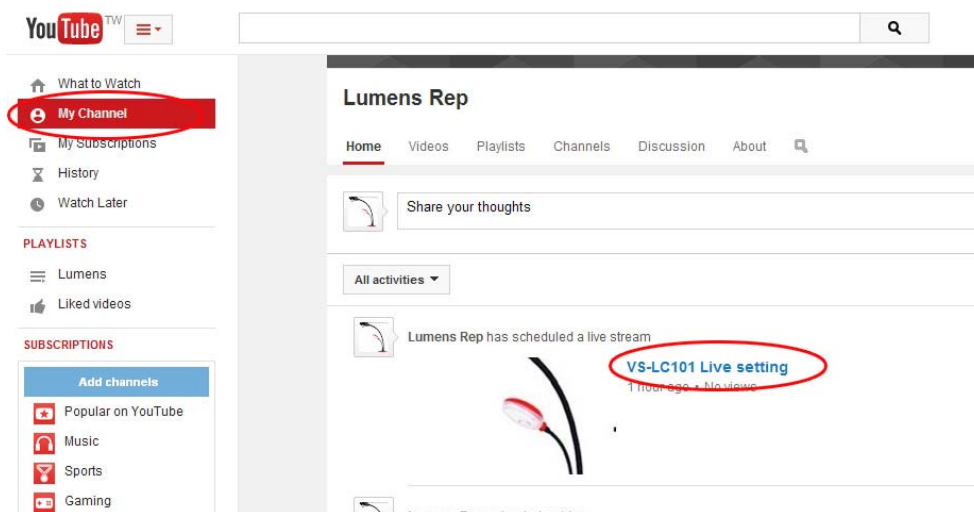 YouTube TW
What to Watch
My Channel
My Subscriptions
History
Watch Later
PLAYLISTS
Lumens
Liked videos
SUBSCRIPTIONS
Add channels
Popular on YouTube
Music
Sports
Gaming
Lumens Rep
Home Videos Playlists Channels Discussion About
Share your thoughts
All activities
Lumens Rep has scheduled a live stream
VS-LC101 Live setting
1 hour ago • No views